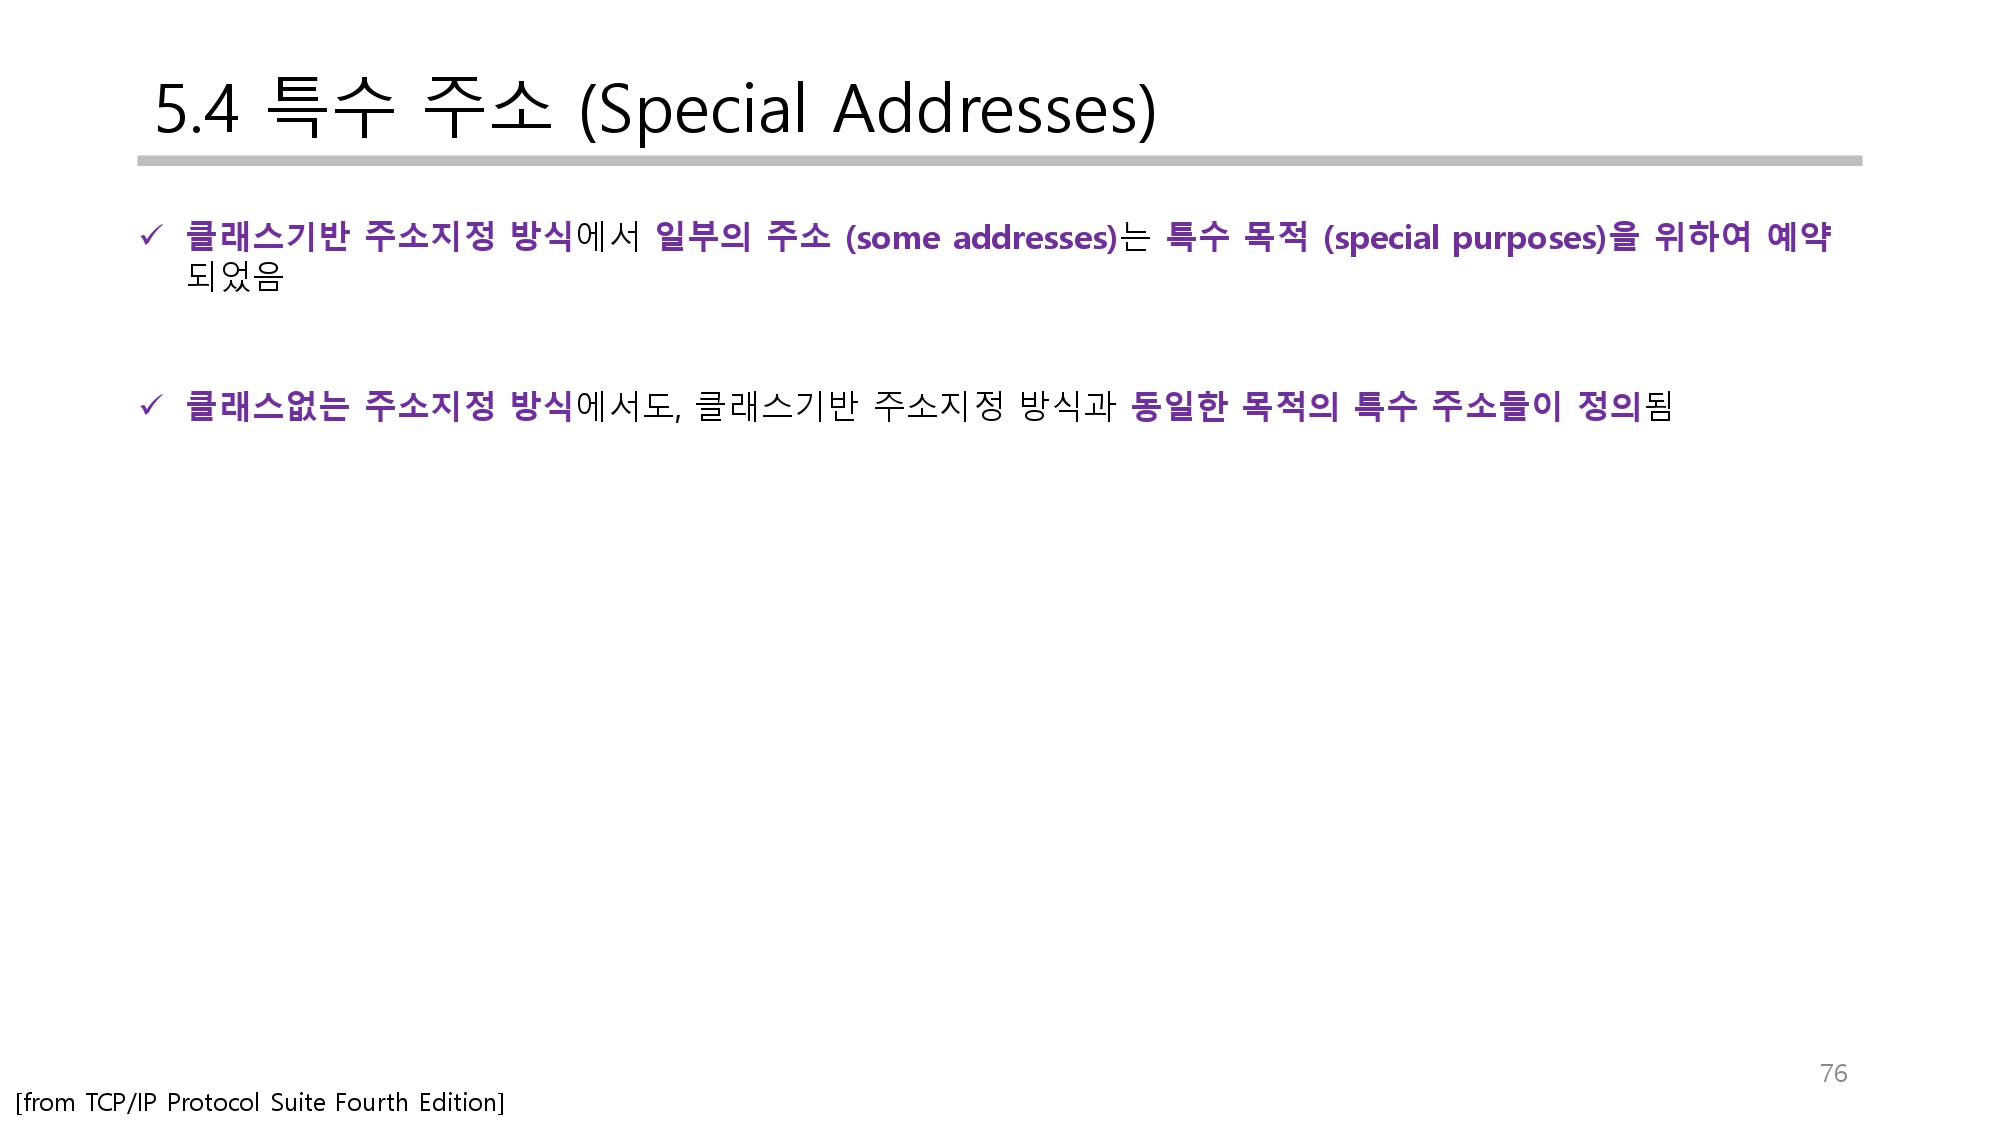 5.4 특수 주소 (Special Addresses)
✓ 클래스기반 주소지정 방식에서 일부의 주소 (some addresses)는 특수 목적 (special purposes)을 위하여 예약
되었음
✓ 클래스없는 주소지정 방식에서도, 클래스기반 주소지정 방식과 동일한 목적의 특수 주소들이 정의됨
76
[from TCP/IP Protocol Suite Fourth Edition]